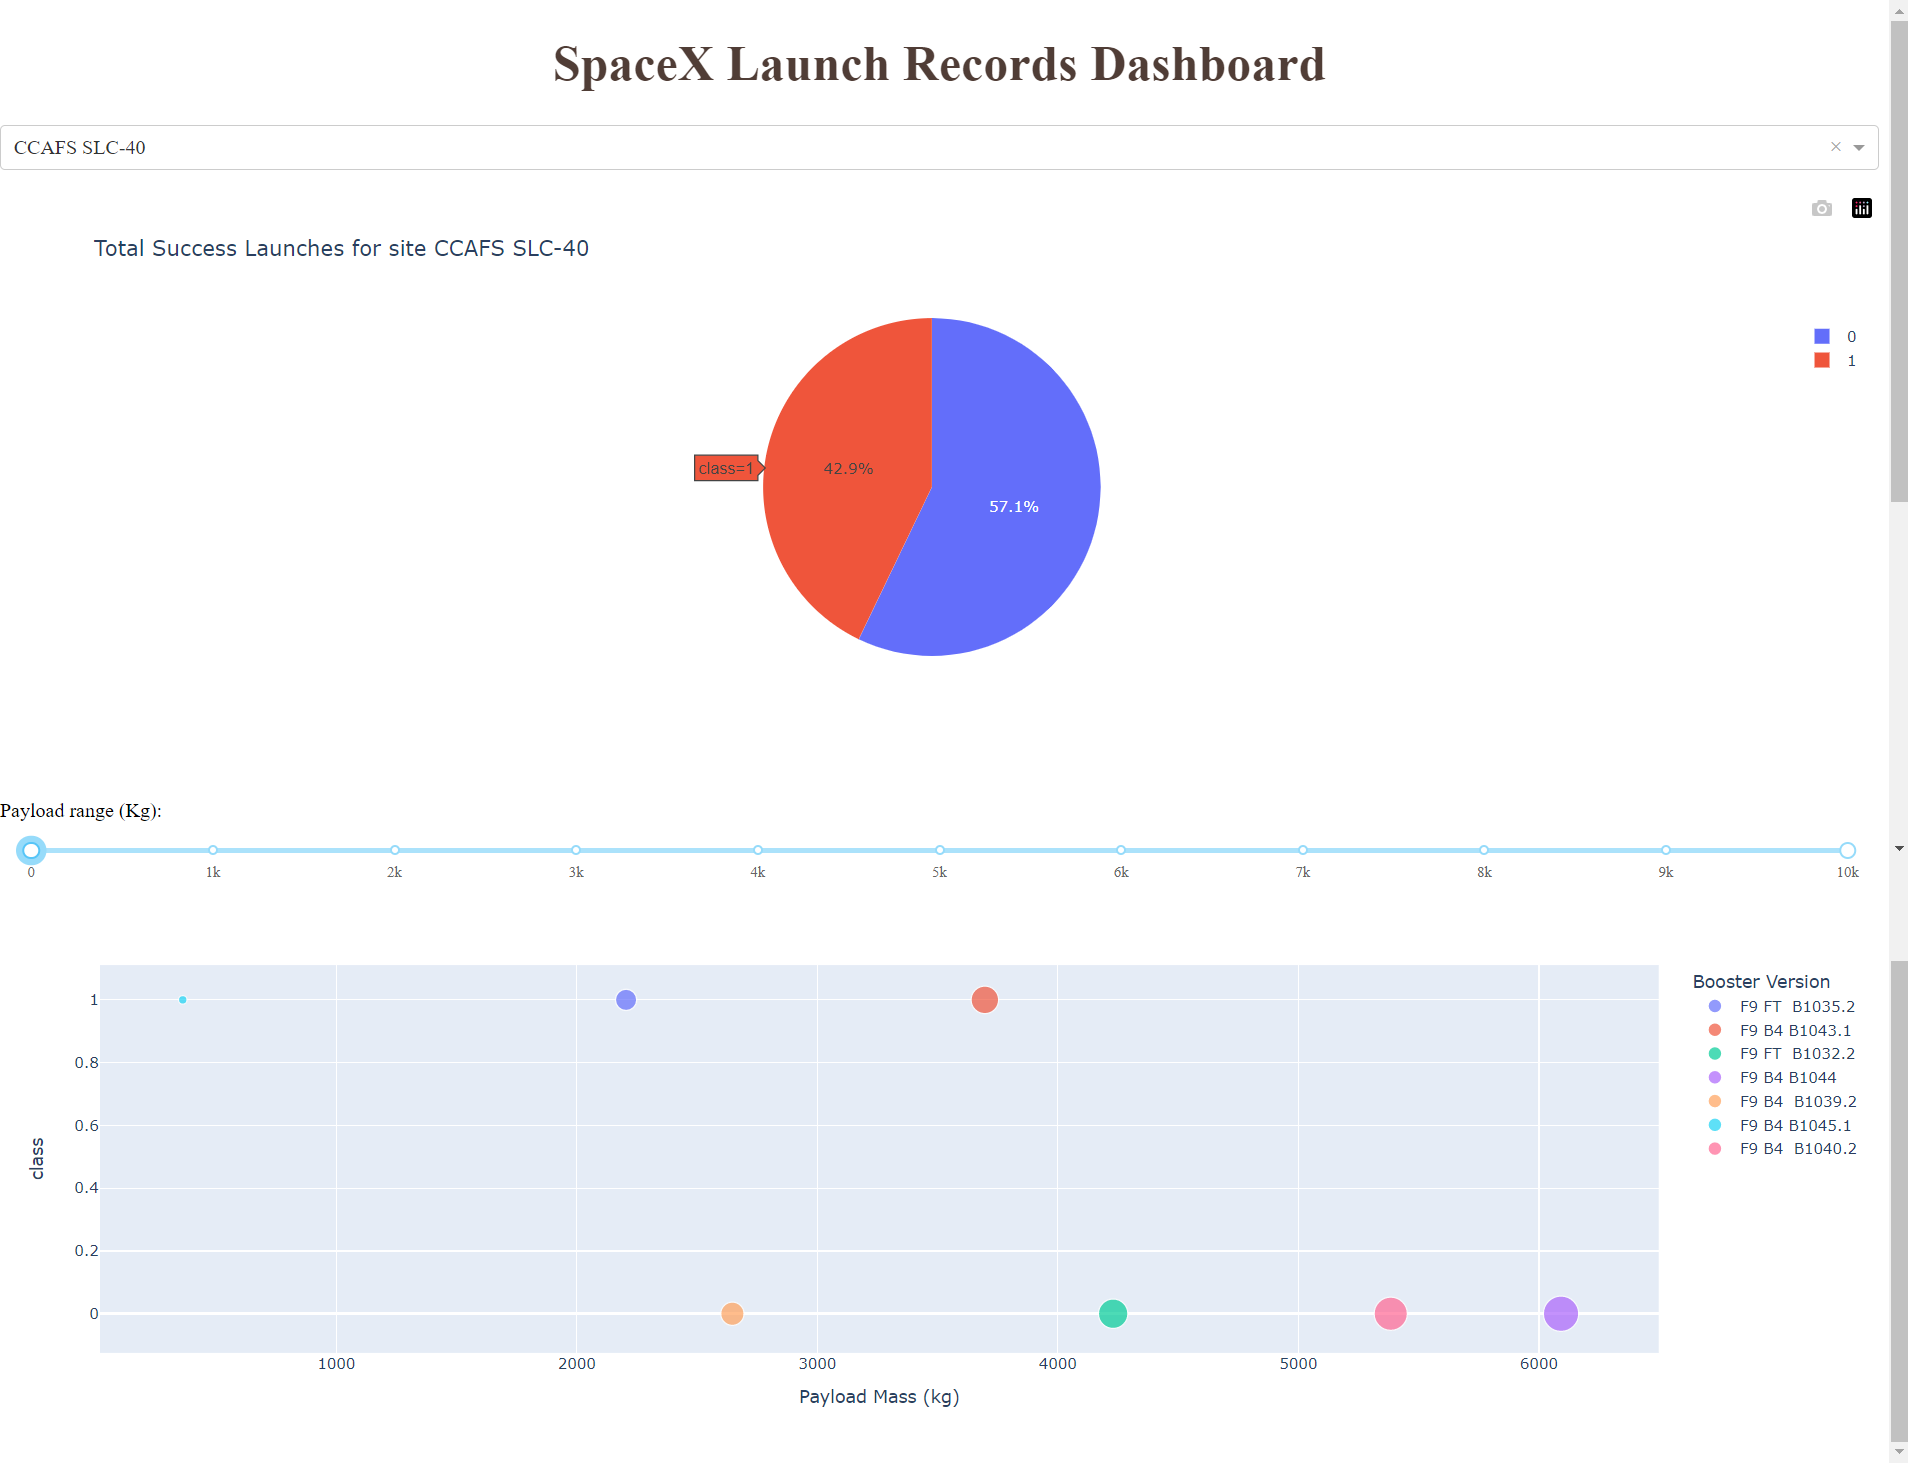 SpaceX Launch Records Dashboard
CCAFS SLC-40
Total Success Launches for site CCAFS SLC-40
0
1
class=1
42.9%
57.1%
Payload range (Kg):
0 1k 2k 3k 4k 5k 6k 7k 8k 9k 10k
Booster Version
F9 FT  B1035.2
F9 B4 B1043.1
F9 FT  B1032.2
F9 B4 B1044
F9 B4  B1039.2
F9 B4 B1045.1
F9 B4  B1040.2
1
0.8
0.6
0.4
0.2
0
class
1000 2000 3000 4000 5000 6000
Payload Mass (kg)